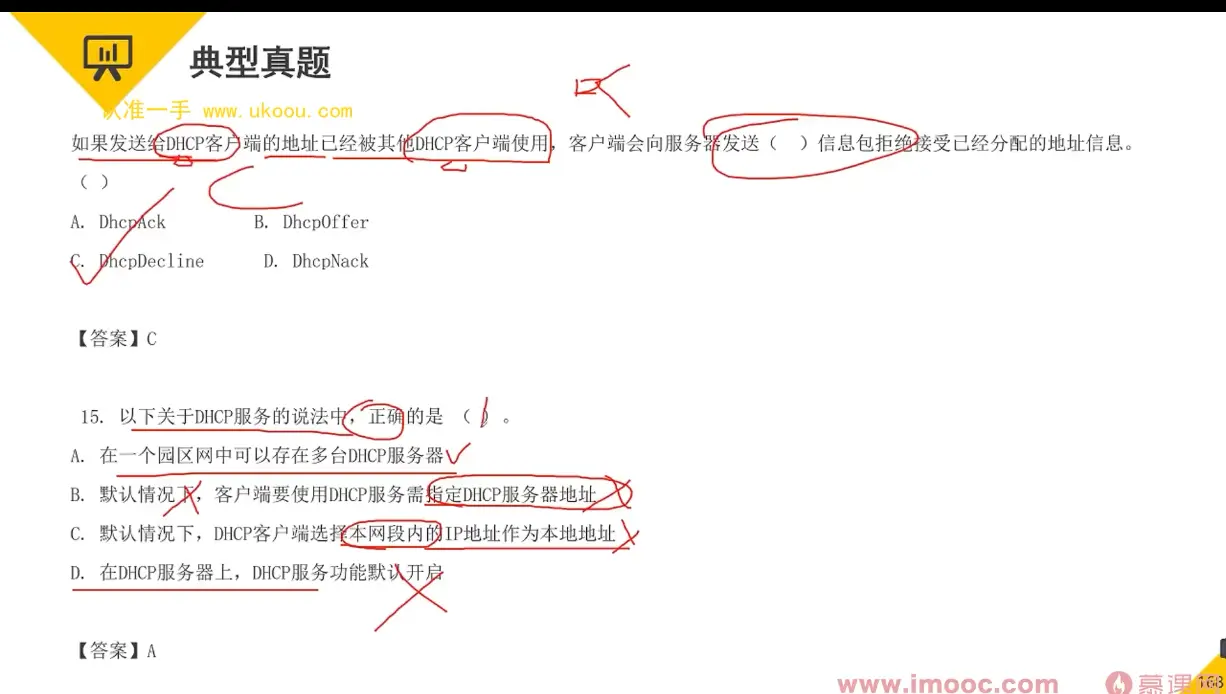 典型真题
认准一手 www.ukoou.com
如果发送给DHCP客户端的地址已经被其他DHCP客户端使用，客户端会向服务器发送（ ）信息包拒绝接受已经分配的地址信息。
（ ）
A. DhcpAck B. DhcpOffer
C. DhcpDecline D. DhcpNack
【答案】C
15. 以下关于DHCP服务的说法中，正确的是 （ ）。
A. 在一个园区网中可以存在多台DHCP服务器
B. 默认情况下，客户端要使用DHCP服务需指定DHCP服务器地址
C. 默认情况下，DHCP客户端选择本网段内的IP地址作为本地地址
D. 在DHCP服务器上，DHCP服务功能默认开启
【答案】A
www.imooc.com 慕课
168